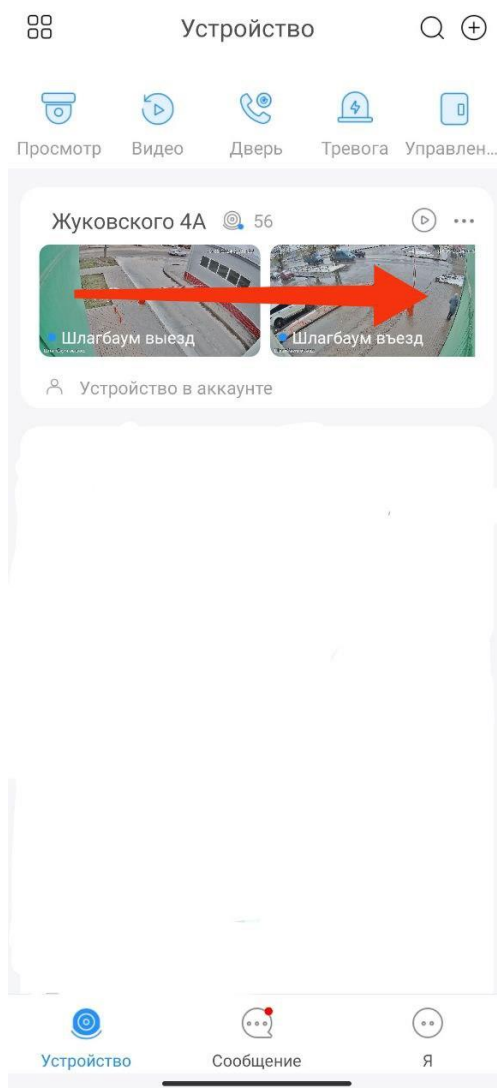 Устройство
Просмотр Видео Дверь Тревога Управлен...
Жуковского 4А 56
Шлагбаум выезд Шлагбаум въезд
Устройство в аккаунте
Устройство Сообщение Я